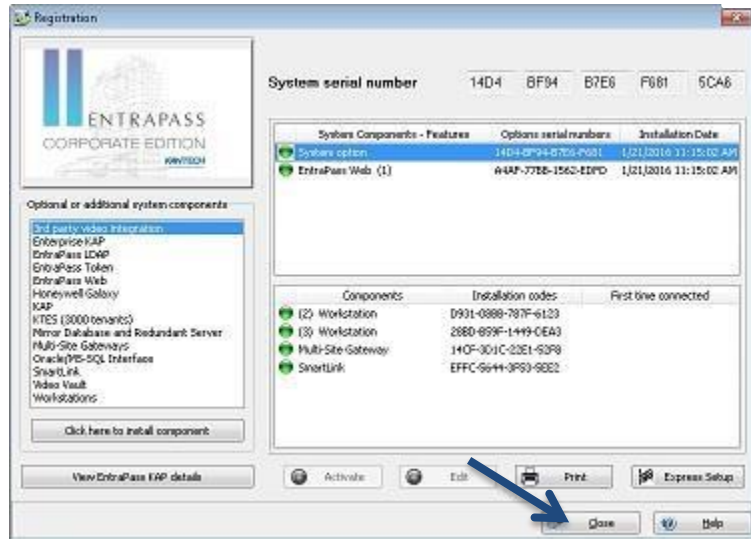 Registration
ENTRAPASS
CORPORATE EDITION
KANTECH
System serial number 14D4 BF94 B7E6 F681 5CA8
System Components - Features Options serial numbers Installation Date
System option 14D4-BF94-B7E6-F681 1/21/2016 11:15:02 AM
EntraPass Web (1) A4AF-77BB-1562-EDFD 1/21/2016 11:15:02 AM
Optional or additional system components
3rd party video integration
Enterprise KAP
EntraPass LDAP
EntraPass Token
EntraPass Web
Honeywell Galaxy
KAP
KTES (3000 tenants)
Mirror Database and Redundant Server
Multi-Site Gateways
Oracle/MS-SQL Interface
SmartLink
Video Vault
Workstations
Click here to install component
View EntraPass KAP details
Components Installation codes First time connected
(2) Workstation D931-0888-787F-6123
(3) Workstation 28BD-859F-1449-0EA3
Multi-Site Gateway 140F-3D1C-22E1-52F8
SmartLink EFFC-5644-3F53-9EE2
Activate Edit Print Express Setup
Close Help